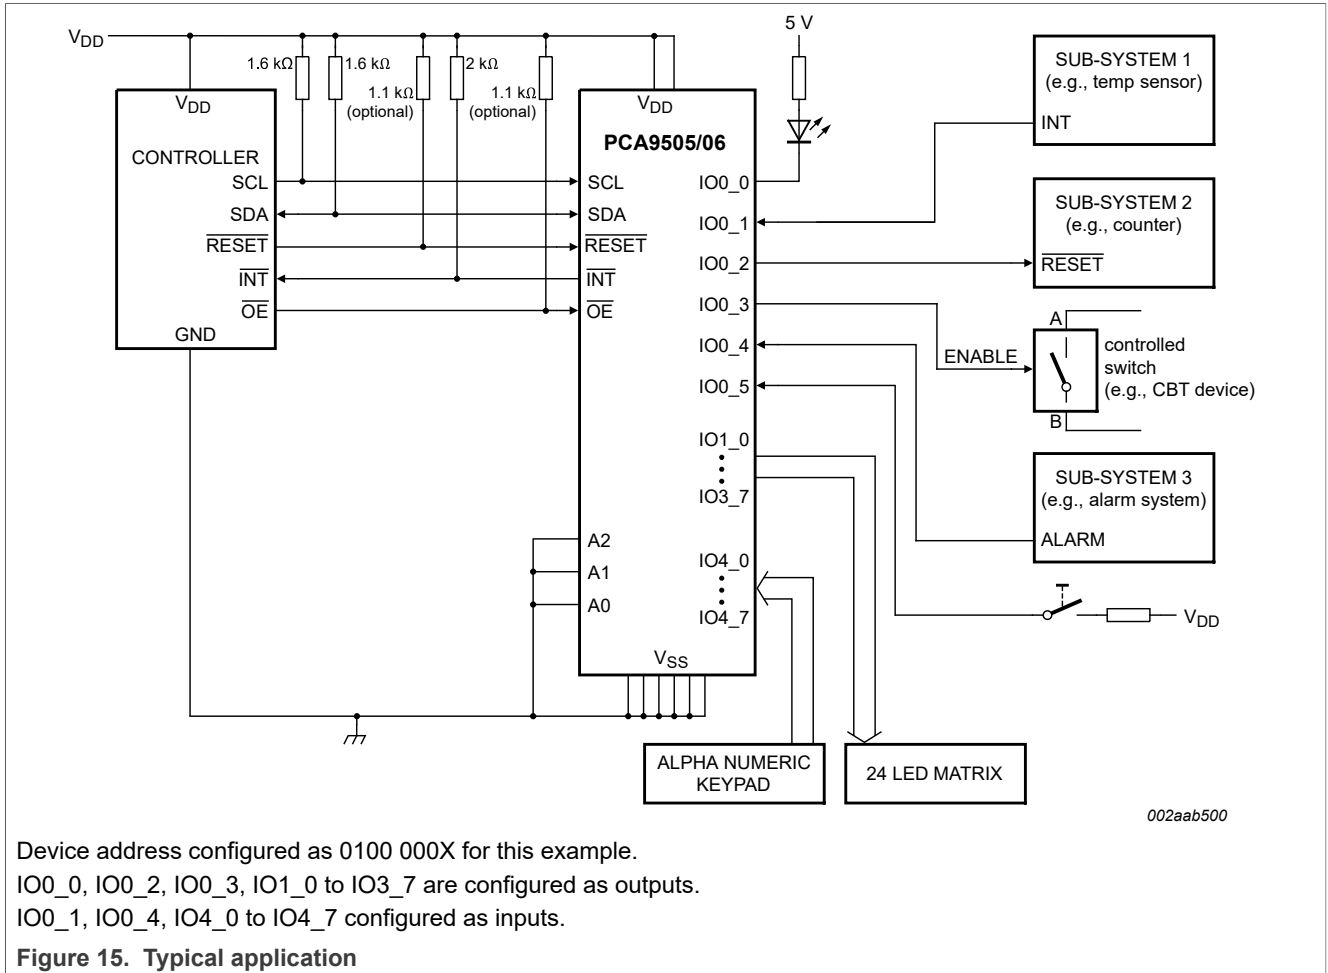 VDD
1.6 kΩ
1.6 kΩ
1.1 kΩ
(optional)
2 kΩ
1.1 kΩ
(optional)
5 V
VDD
CONTROLLER
SCL
SDA
RESET
INT
OE
GND
VDD
PCA9505/06
SCL
SDA
RESET
INT
OE
A2
A1
A0
VSS
IO0_0
IO0_1
IO0_2
IO0_3
IO0_4
IO0_5
IO1_0
IO3_7
IO4_0
IO4_7
SUB-SYSTEM 1
(e.g., temp sensor)
INT
SUB-SYSTEM 2
(e.g., counter)
RESET
ENABLE
A
B
controlled
switch
(e.g., CBT device)
SUB-SYSTEM 3
(e.g., alarm system)
ALARM
VDD
ALPHA NUMERIC
KEYPAD
24 LED MATRIX
002aab500
Device address configured as 0100 000X for this example.
IO0_0, IO0_2, IO0_3, IO1_0 to IO3_7 are configured as outputs.
IO0_1, IO0_4, IO4_0 to IO4_7 configured as inputs.
Figure 15. Typical application